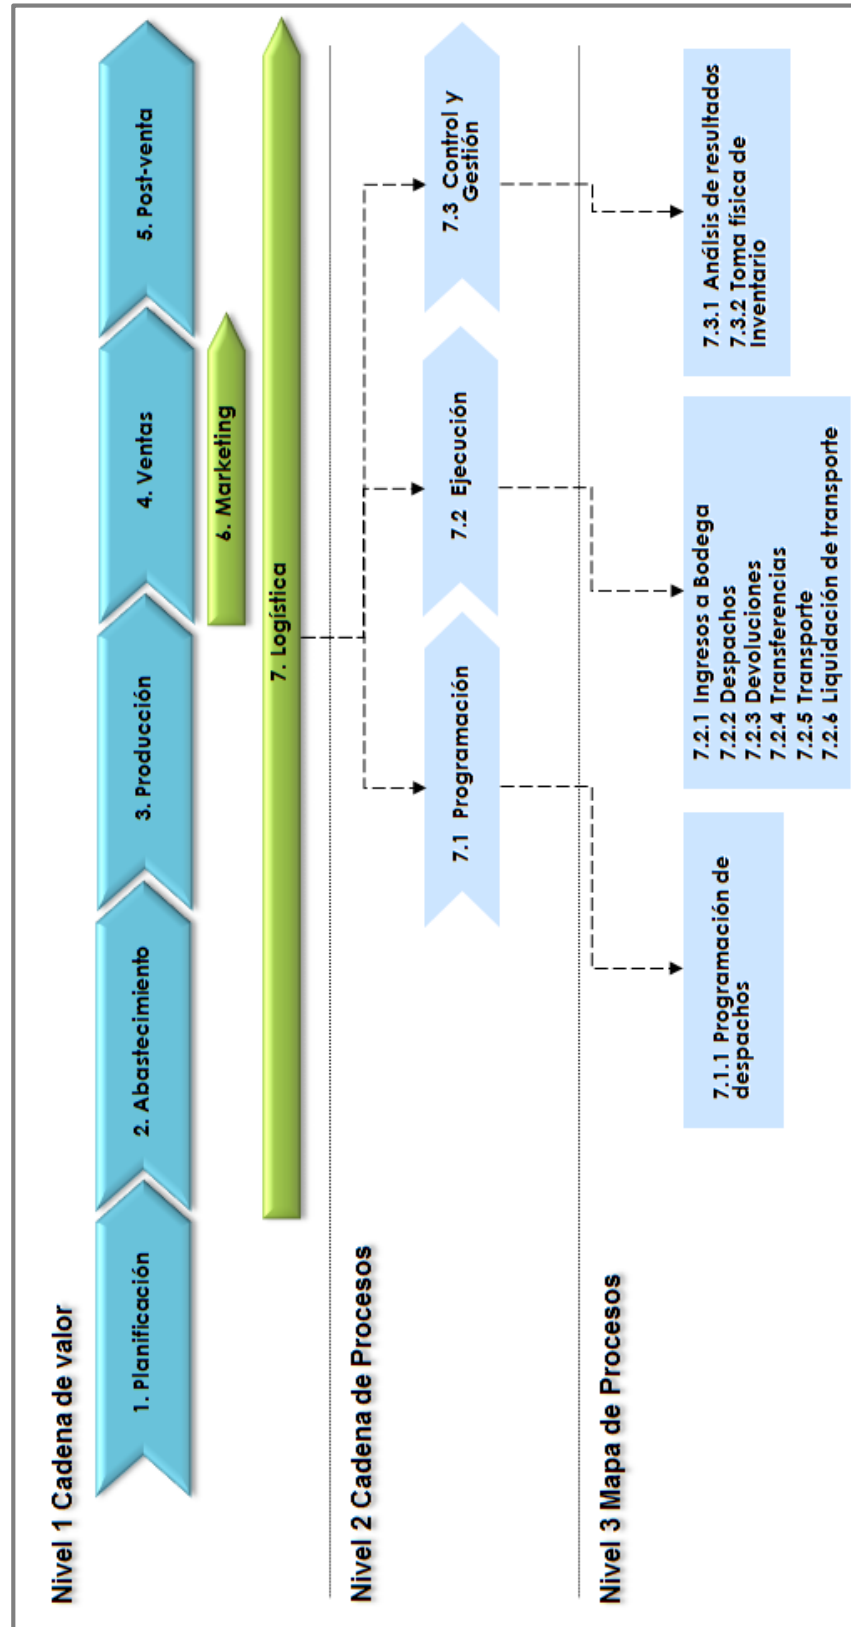 Nivel 1 Cadena de valor
1. Planificación
2. Abastecimiento
3. Producción
4. Ventas
5. Post-venta
6. Marketing
7. Logística
Nivel 2 Cadena de Procesos
7.1 Programación
7.2 Ejecución
7.3 Control y
Gestión
Nivel 3 Mapa de Procesos
7.1.1 Programación de
despachos
7.2.1 Ingresos a Bodega
7.2.2 Despachos
7.2.3 Devoluciones
7.2.4 Transferencias
7.2.5 Transporte
7.2.6 Liquidación de transporte
7.3.1 Análsis de resultados
7.3.2 Toma física de
Inventario